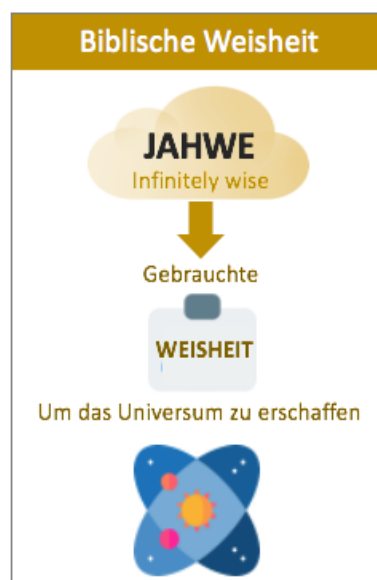 Biblische Weisheit
JAHWE
Infinitely wise
Gebrauchte
WEISHEIT
Um das Universum zu erschaffen